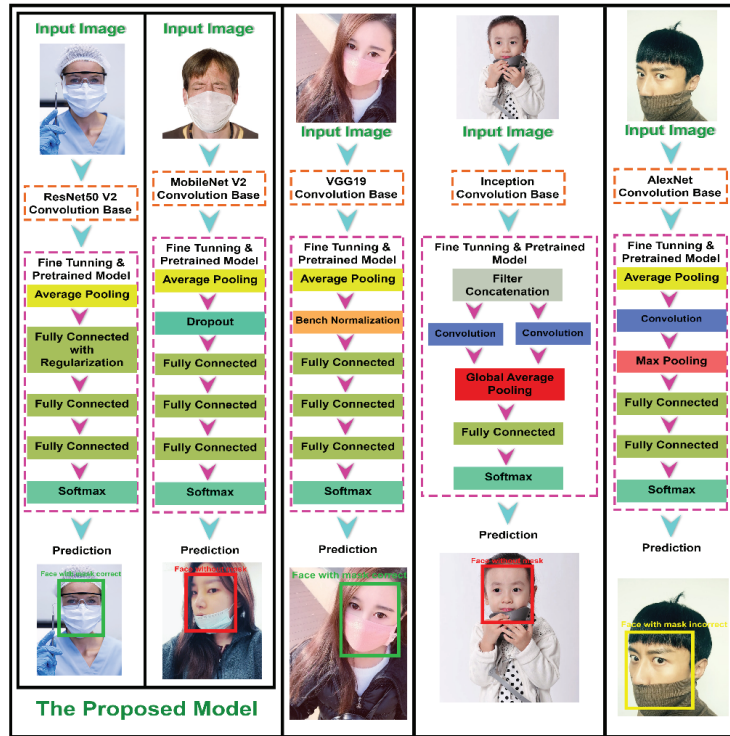 Input Image
ResNet50 V2
Convolution Base
Fine Tunning &
Pretrained Model
Average Pooling
Fully Connected
with
Regularization
Fully Connected
Fully Connected
Softmax
Prediction
Face with mask correct
Input Image
MobileNet V2
Convolution Base
Fine Tunning &
Pretrained Model
Average Pooling
Dropout
Fully Connected
Fully Connected
Fully Connected
Softmax
Prediction
Face without mask
The Proposed Model
Input Image
VGG19
Convolution Base
Fine Tunning &
Pretrained Model
Average Pooling
Bench Normalization
Fully Connected
Fully Connected
Fully Connected
Softmax
Prediction
Face with mask correct
Input Image
Inception
Convolution Base
Fine Tunning & Pretrained
Model
Filter
Concatenation
Convolution
Convolution
Global Average
Pooling
Fully Connected
Softmax
Prediction
Face without mask
Input Image
AlexNet
Convolution Base
Fine Tunning &
Pretrained Model
Average Pooling
Convolution
Max Pooling
Fully Connected
Fully Connected
Softmax
Prediction
Face with mask incorrect